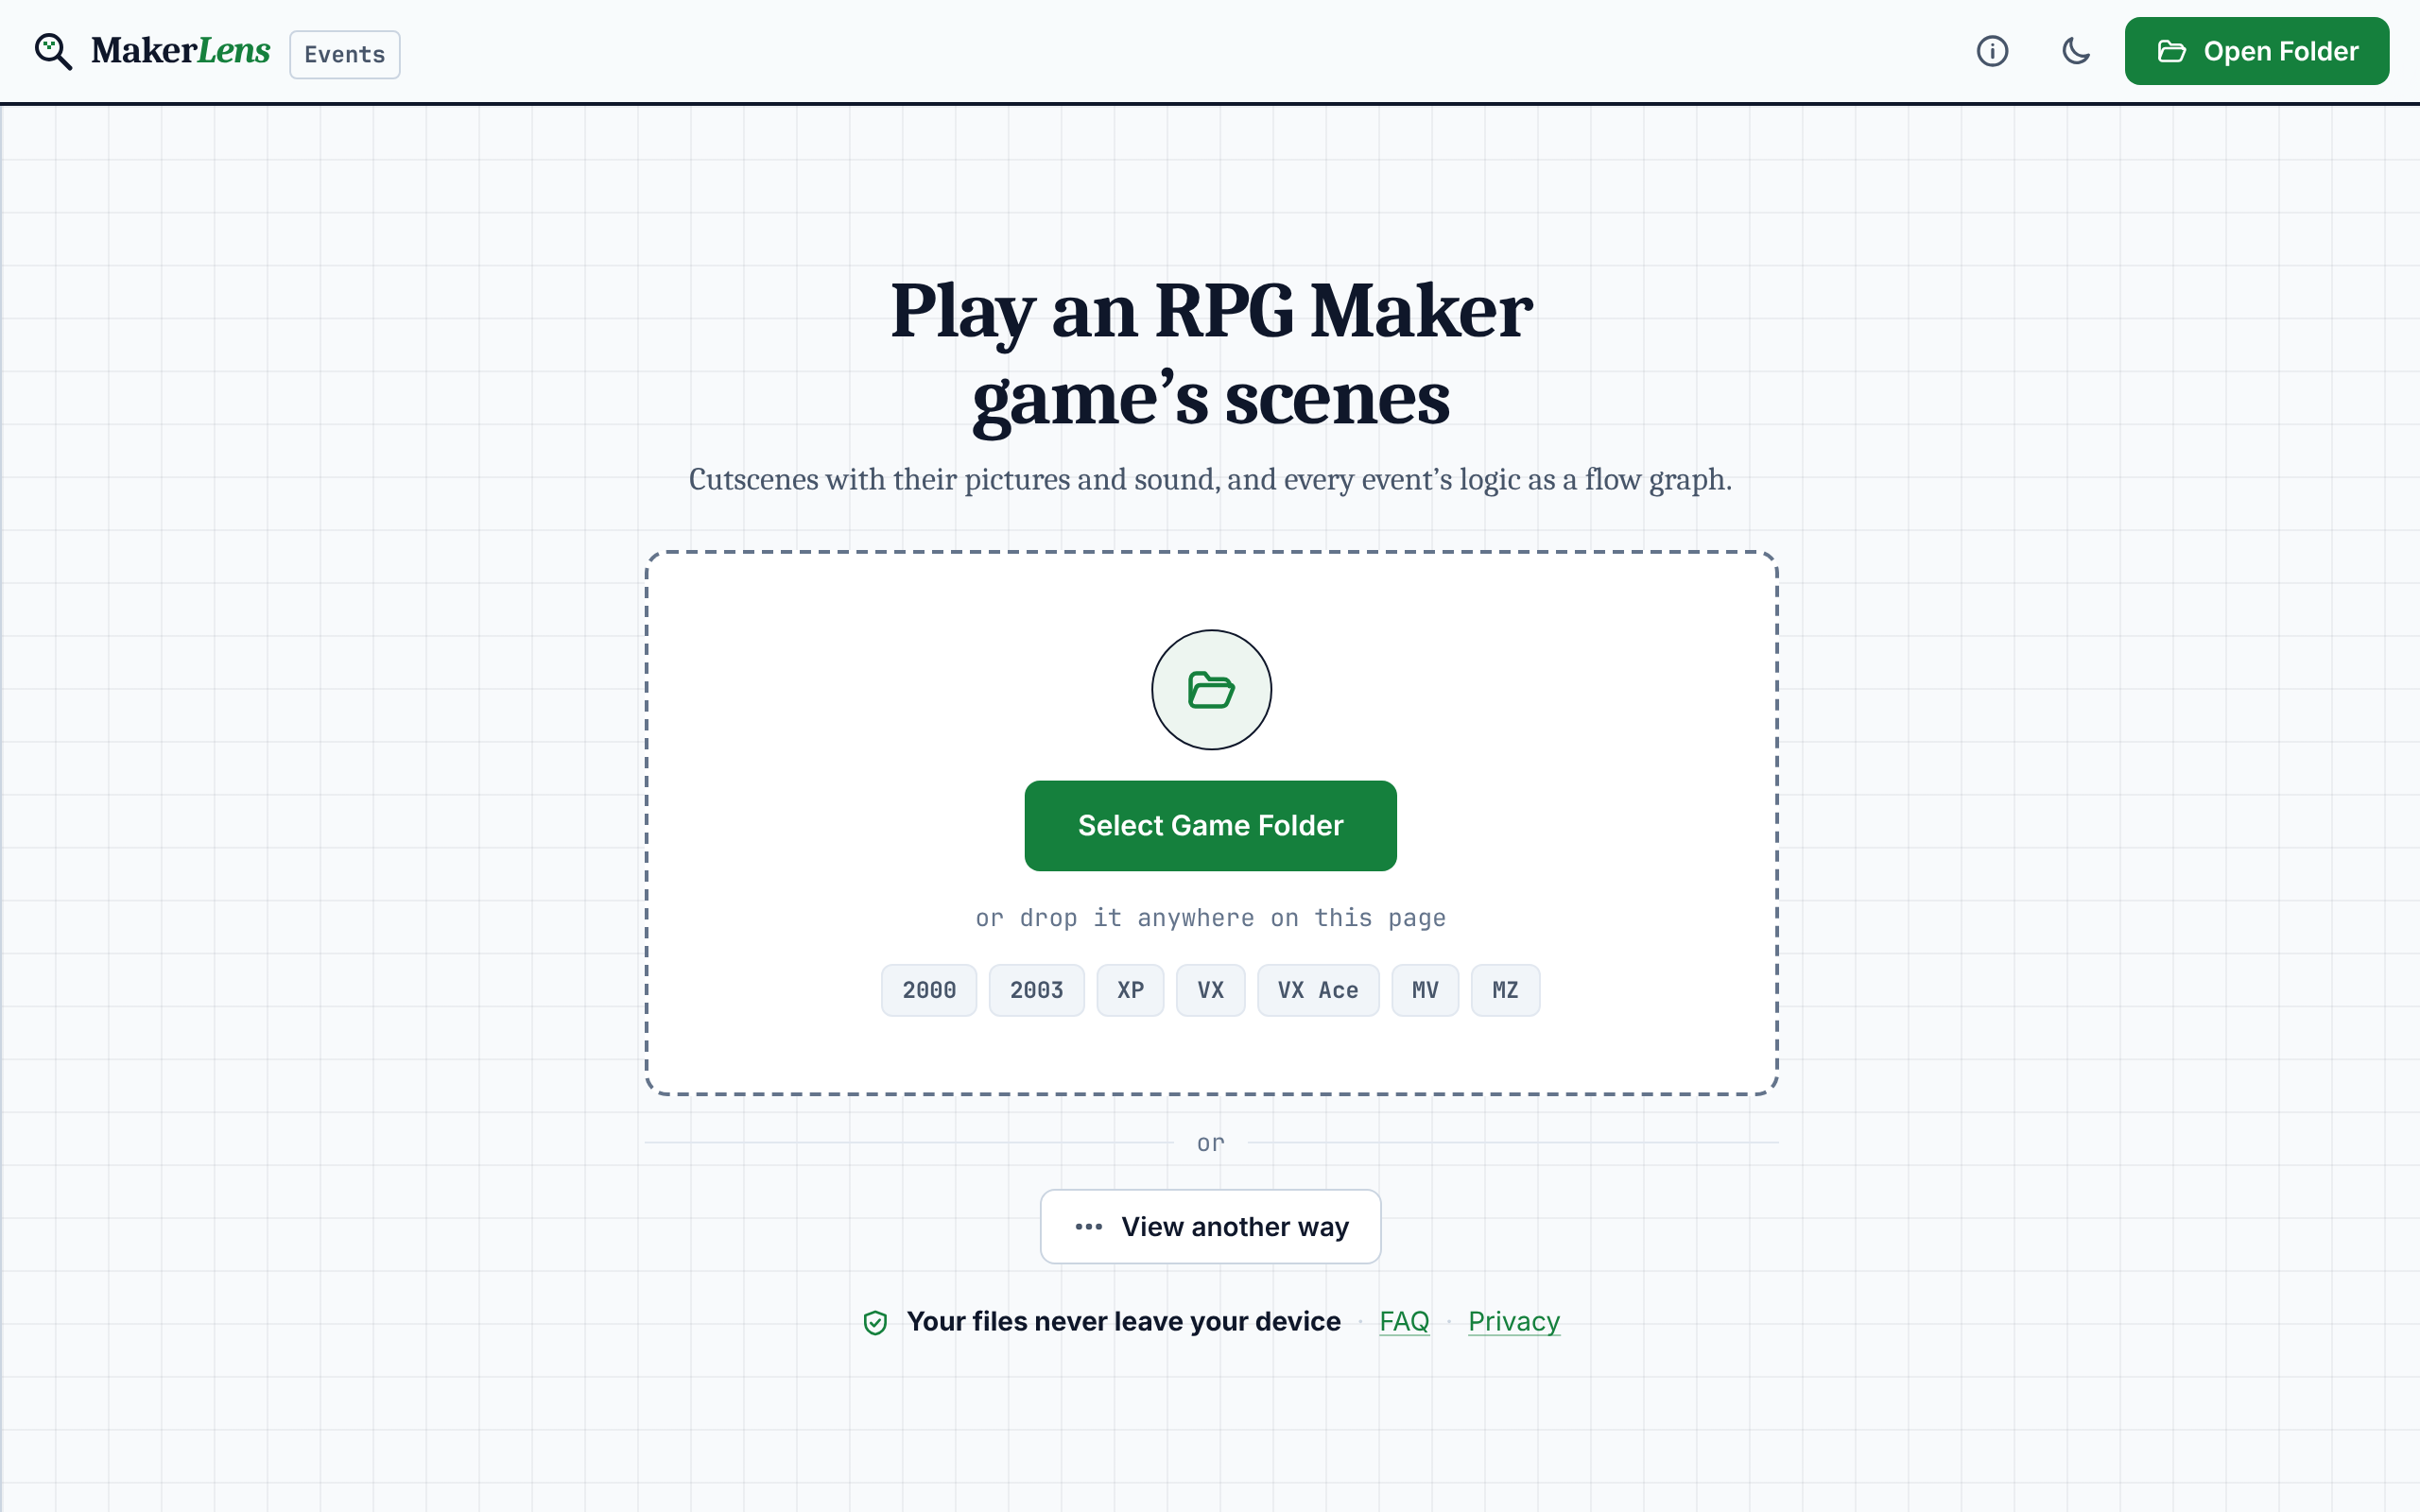 MakerLens Events
Open Folder
Play an RPG Maker
game’s scenes
Cutscenes with their pictures and sound, and every event’s logic as a flow graph.
Select Game Folder
or drop it anywhere on this page
2000 2003 XP VX VX Ace MV MZ
or
View another way
Your files never leave your device · FAQ · Privacy